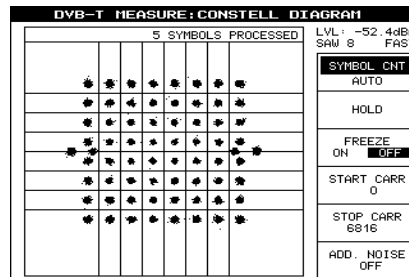 DVB-T MEASURE:CONSTELL DIAGRAM
5 SYMBOLS PROCESSED
LVL: -52.4dB
SAW 8 FAS
SYMBOL CNT
AUTO
HOLD
FREEZE
ON OFF
START CARR
0
STOP CARR
6816
ADD. NOISE
OFF